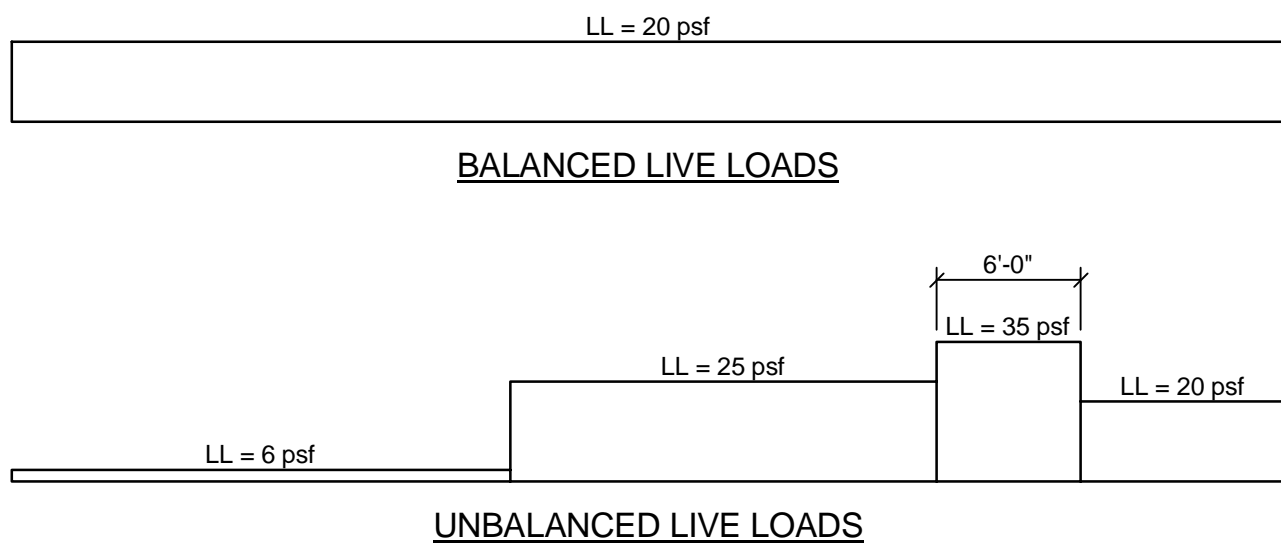 LL = 20 psf
BALANCED LIVE LOADS
6'-0"
LL = 35 psf
LL = 25 psf
LL = 20 psf
LL = 6 psf
UNBALANCED LIVE LOADS